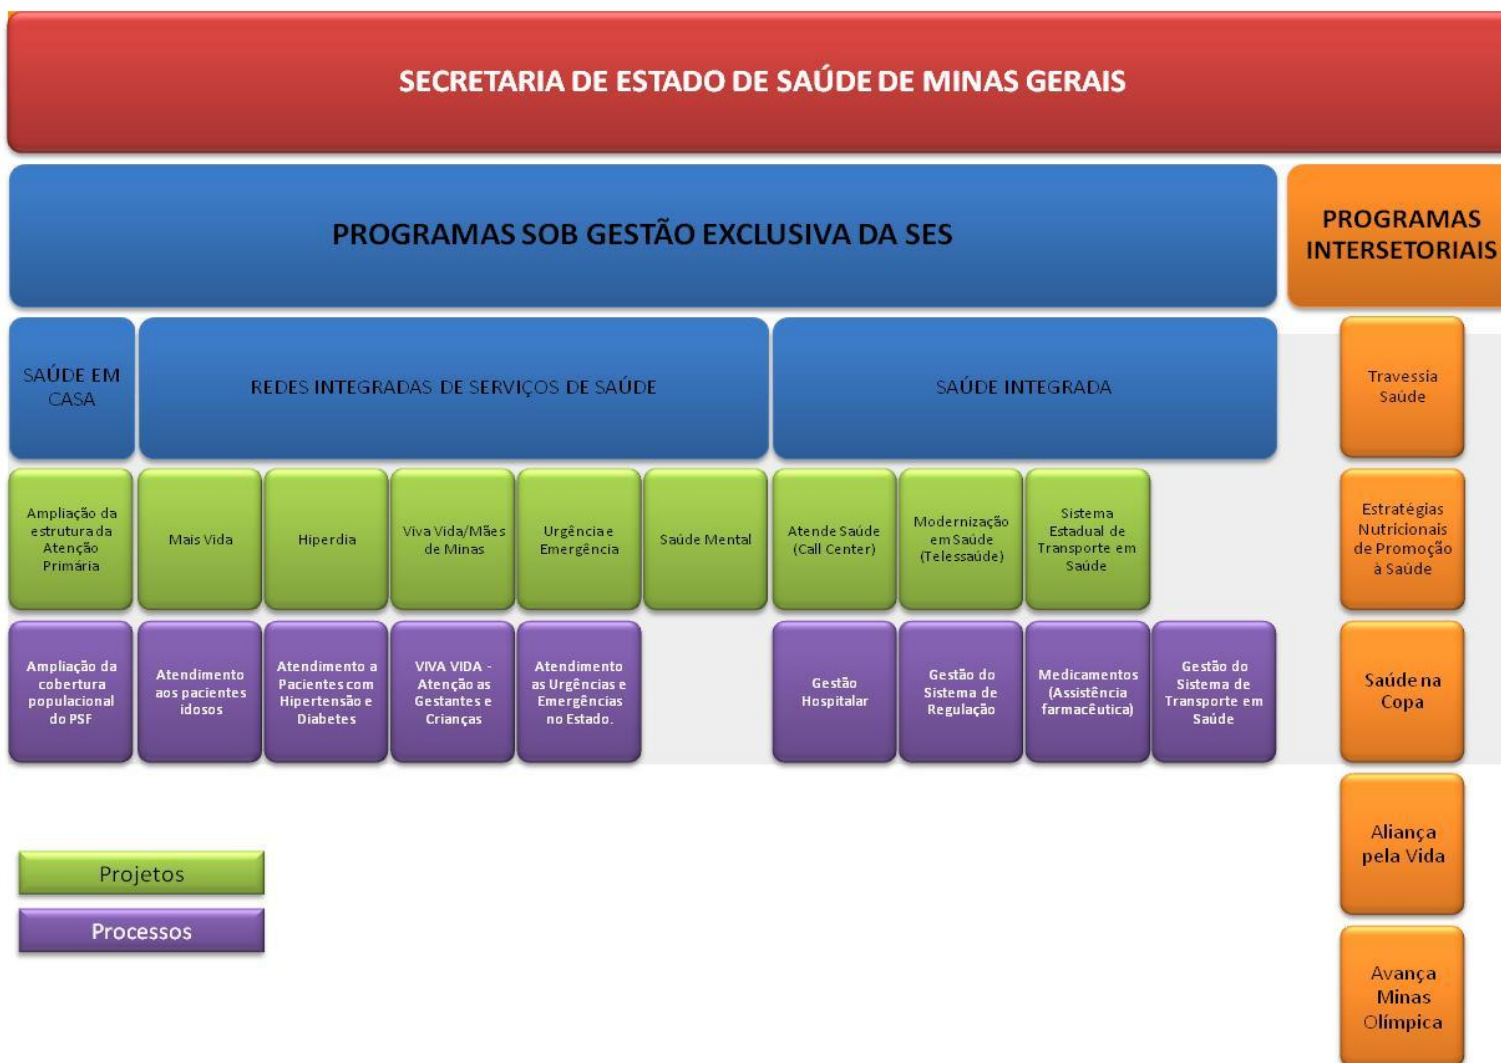 SECRETARIA DE ESTADO DE SAÚDE DE MINAS GERAIS
PROGRAMAS SOB GESTÃO EXCLUSIVA DA SES
PROGRAMAS
INTERSETORIAIS
SAÚDE EM
CASA
REDES INTEGRADAS DE SERVIÇOS DE SAÚDE
SAÚDE INTEGRADA
Travessia
Saúde
Ampliação da
estrutura da
Atenção
Primária
Mais Vida
Hiperdia
Viva Vida/Mães
de Minas
Urgência e
Emergência
Saúde Mental
Atende Saúde
(Call Center)
Modernização
em Saúde
(Telessaúde)
Sistema
Estadual de
Transporte em
Saúde
Estratégias
Nutricionais
de Promoção
à Saúde
Ampliação da
cobertura
populacional
do PSF
Atendimento
aos pacientes
idosos
Atendimento a
Pacientes com
Hipertensão e
Diabetes
VIVA VIDA -
Atenção as
Gestantes e
Crianças
Atendimento
as Urgências e
Emergências
no Estado.
Gestão
Hospitalar
Gestão do
Sistema de
Regulação
Medicamentos
(Assistência
farmacêutica)
Gestão do
Sistema de
Transporte em
Saúde
Saúde na
Copa
Aliança
pela Vida
Projetos
Processos
Avança
Minas
Olímpica